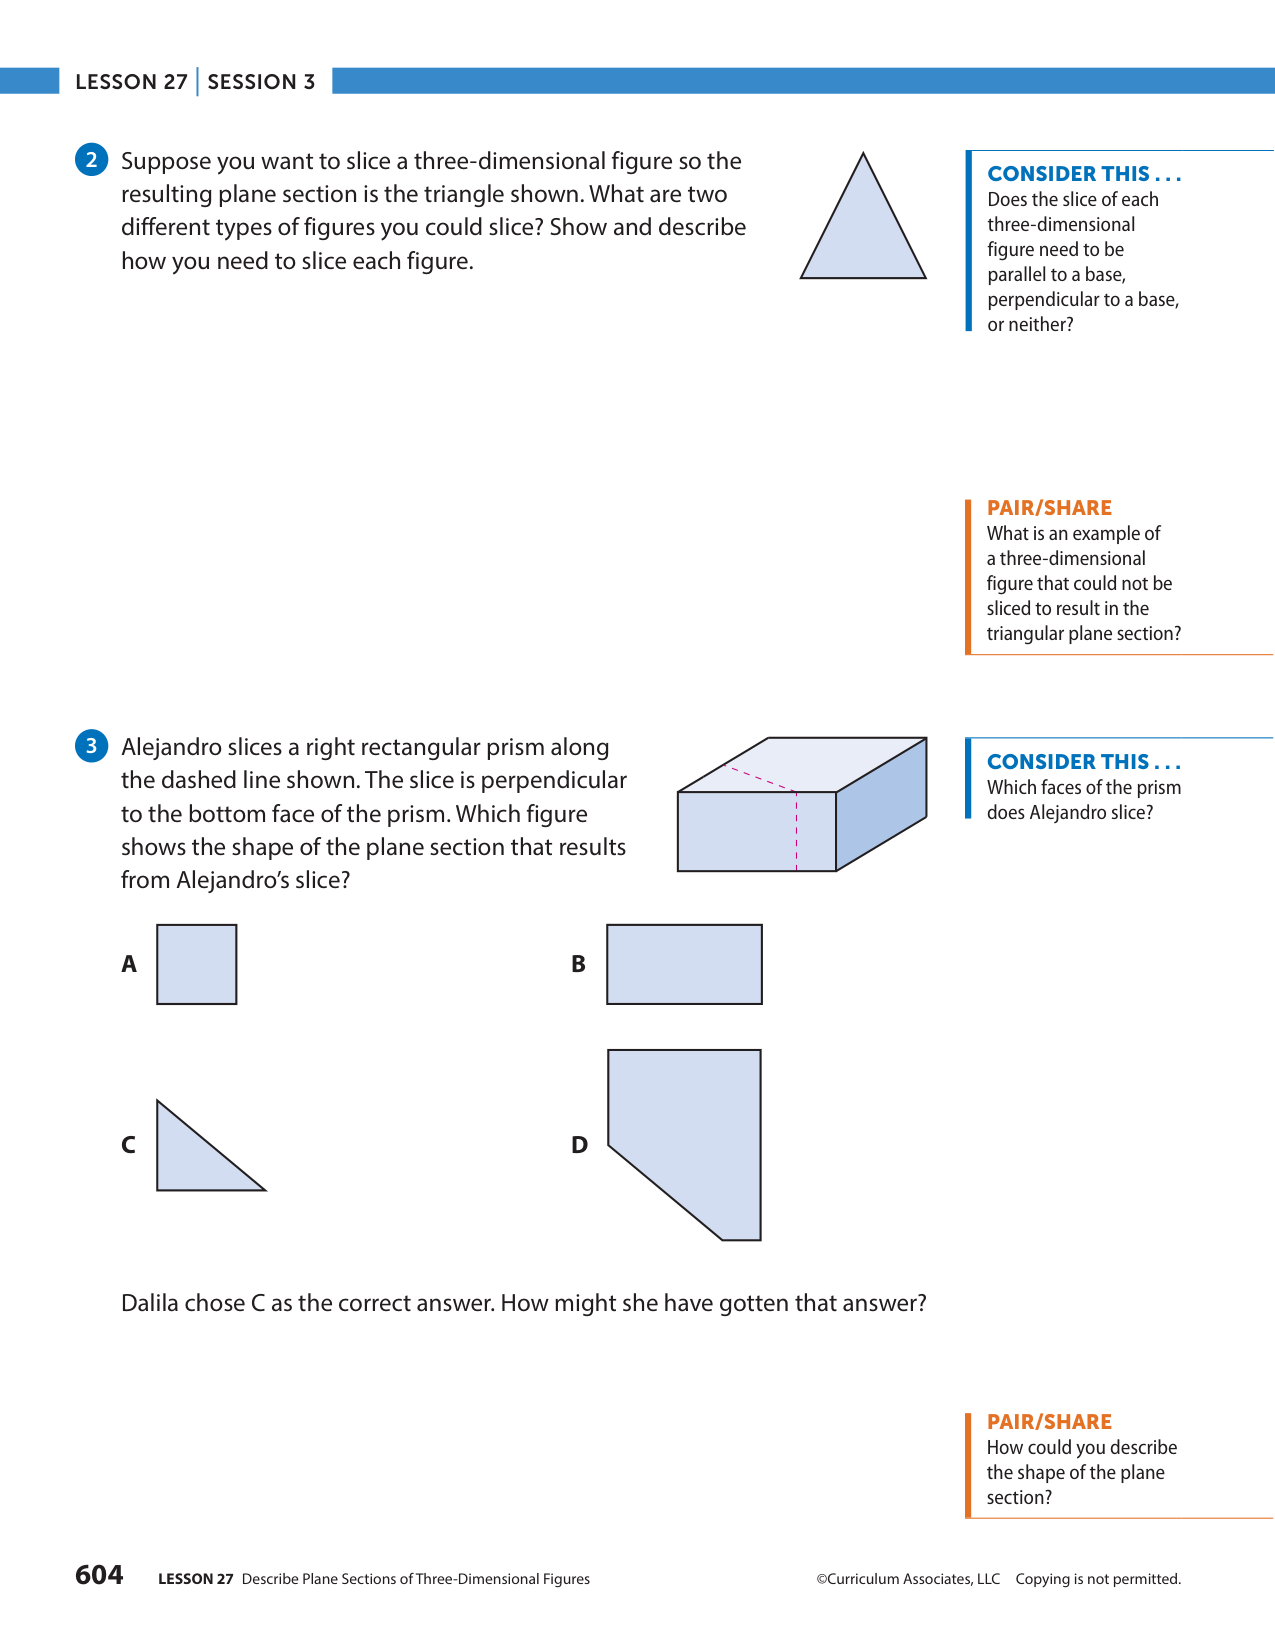 LESSON 27 | SESSION 3
2 Suppose you want to slice a three-dimensional figure so the
resulting plane section is the triangle shown. What are two
different types of figures you could slice? Show and describe
how you need to slice each figure.
CONSIDER THIS . . .
Does the slice of each
three-dimensional
figure need to be
parallel to a base,
perpendicular to a base,
or neither?
PAIR/SHARE
What is an example of
a three-dimensional
figure that could not be
sliced to result in the
triangular plane section?
3 Alejandro slices a right rectangular prism along
the dashed line shown. The slice is perpendicular
to the bottom face of the prism. Which figure
shows the shape of the plane section that results
from Alejandro’s slice?
CONSIDER THIS . . .
Which faces of the prism
does Alejandro slice?
A
B
C
D
Dalila chose C as the correct answer. How might she have gotten that answer?
PAIR/SHARE
How could you describe
the shape of the plane
section?
604 LESSON 27 Describe Plane Sections of Three-Dimensional Figures
©Curriculum Associates, LLC Copying is not permitted.